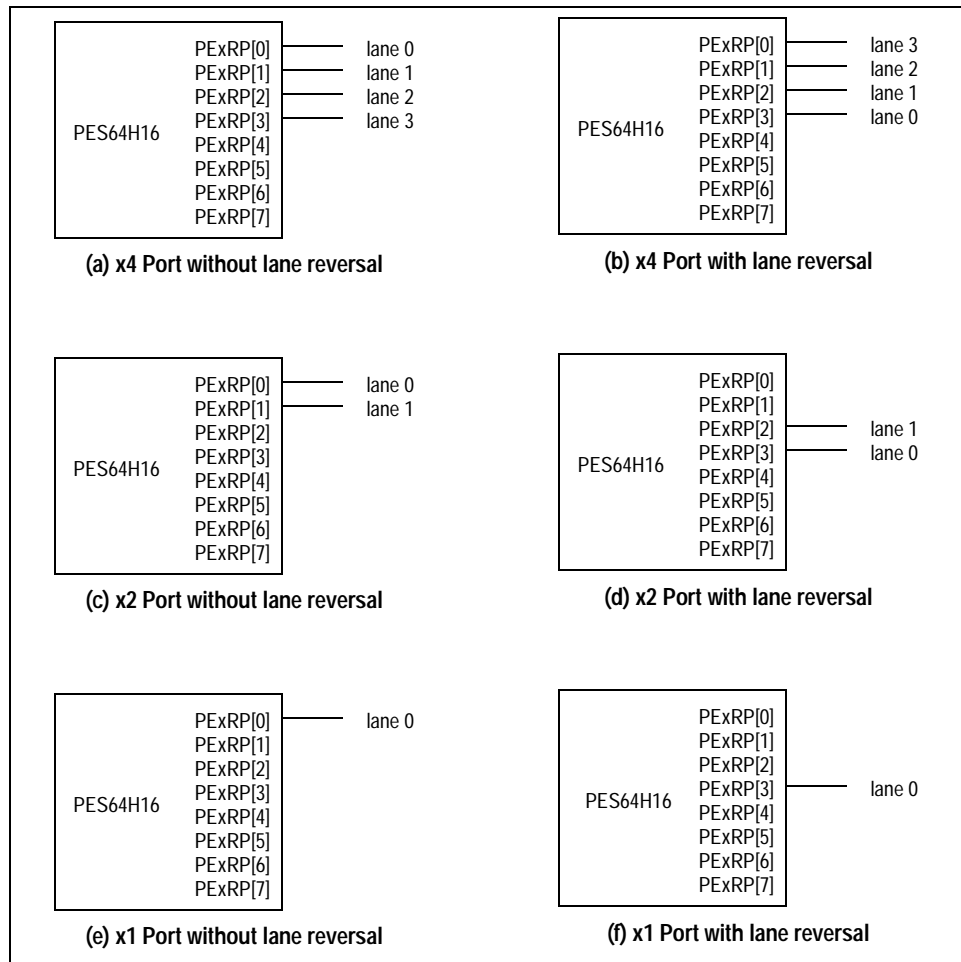 PExRP[0] lane 0
PExRP[1] lane 1
PExRP[2] lane 2
PExRP[3] lane 3
PES64H16
PExRP[4]
PExRP[5]
PExRP[6]
PExRP[7]
(a) x4 Port without lane reversal
PExRP[0] lane 3
PExRP[1] lane 2
PExRP[2] lane 1
PExRP[3] lane 0
PES64H16
PExRP[4]
PExRP[5]
PExRP[6]
PExRP[7]
(b) x4 Port with lane reversal
PExRP[0] lane 0
PExRP[1] lane 1
PExRP[2]
PExRP[3]
PES64H16
PExRP[4]
PExRP[5]
PExRP[6]
PExRP[7]
(c) x2 Port without lane reversal
PExRP[0]
PExRP[1]
PExRP[2] lane 1
PExRP[3] lane 0
PES64H16
PExRP[4]
PExRP[5]
PExRP[6]
PExRP[7]
(d) x2 Port with lane reversal
PExRP[0] lane 0
PExRP[1]
PExRP[2]
PExRP[3]
PES64H16
PExRP[4]
PExRP[5]
PExRP[6]
PExRP[7]
(e) x1 Port without lane reversal
PExRP[0]
PExRP[1]
PExRP[2]
PExRP[3] lane 0
PES64H16
PExRP[4]
PExRP[5]
PExRP[6]
PExRP[7]
(f) x1 Port with lane reversal